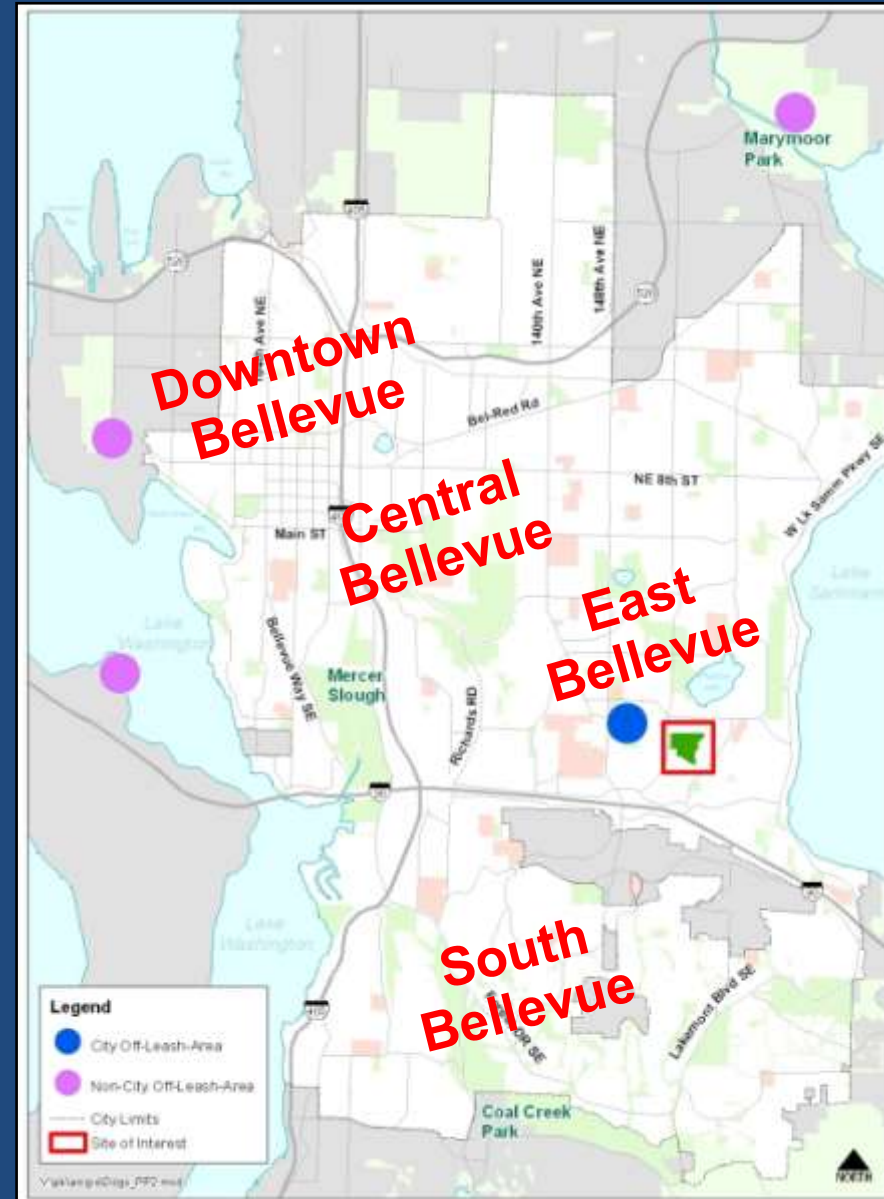 Marymoor
Park
140th Ave NE
148th Ave NE
Downtown
Bellevue
Bel-Red Rd
NE 8th ST
W Lk Samm Pkwy SE
Central
Bellevue
Main ST
East
Bellevue
Lake
Washington
Bellevue Way SE
Mercer
Slough
Richards RD
Lake
Washington
South
Bellevue
Lakemont Blvd SE
Legend
City Off-Leash-Area
Non-City Off-Leash-Area
City Limits
Site of Interest
Coal Creek
Park
NORTH